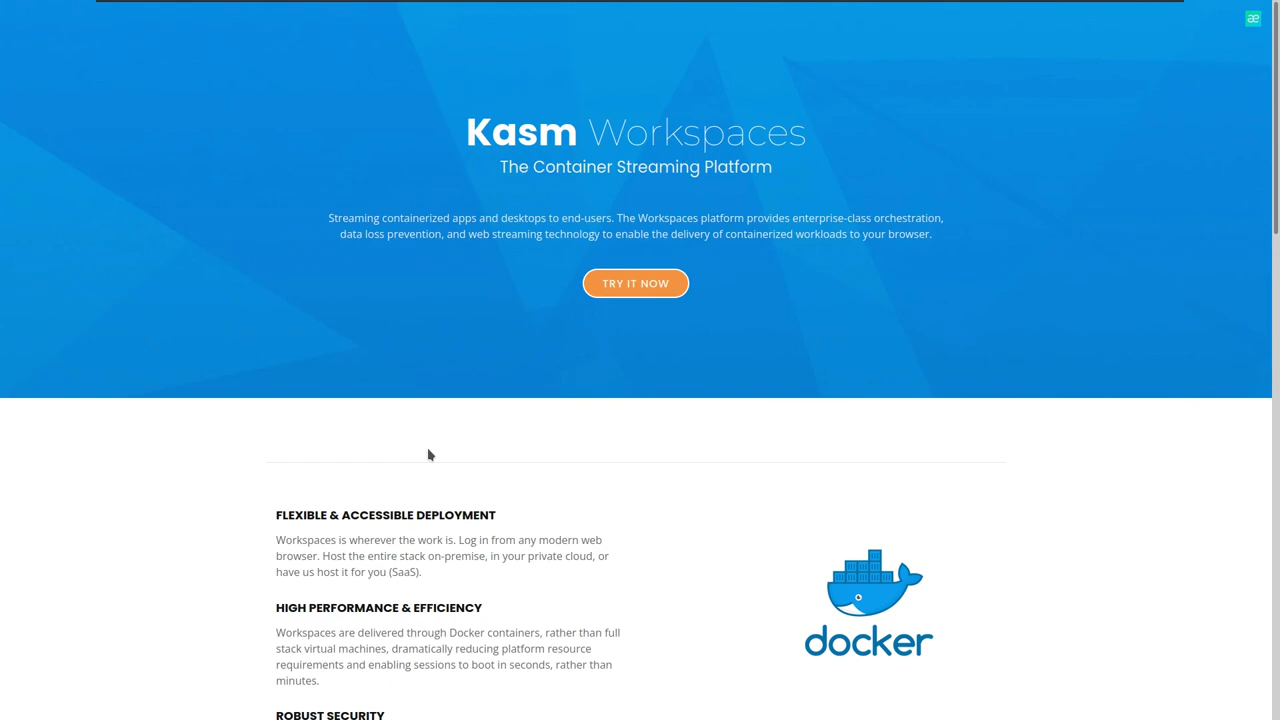 æ
Kasm Workspaces
The Container Streaming Platform
Streaming containerized apps and desktops to end-users. The Workspaces platform provides enterprise-class orchestration,
data loss prevention, and web streaming technology to enable the delivery of containerized workloads to your browser.
TRY IT NOW
FLEXIBLE & ACCESSIBLE DEPLOYMENT
Workspaces is wherever the work is. Log in from any modern web
browser. Host the entire stack on-premise, in your private cloud, or
have us host it for you (SaaS).
HIGH PERFORMANCE & EFFICIENCY
Workspaces are delivered through Docker containers, rather than full
stack virtual machines, dramatically reducing platform resource
requirements and enabling sessions to boot in seconds, rather than
minutes.
docker
ROBUST SECURITY